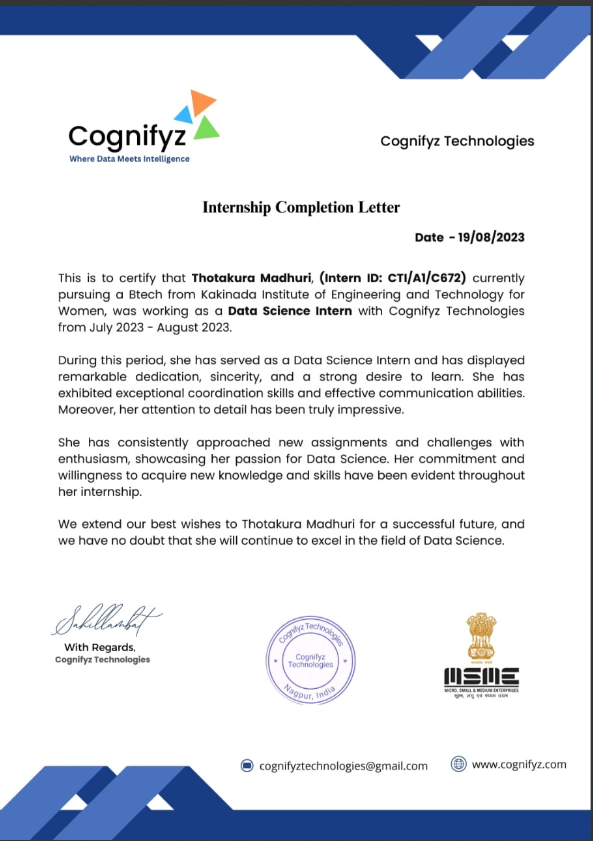 Cognifyz
Where Data Meets Intelligence
Cognifyz Technologies
Internship Completion Letter
Date - 19/08/2023
This is to certify that Thotakura Madhuri, (Intern ID: CTI/A1/C672) currently
pursuing a Btech from Kakinada Institute of Engineering and Technology for
Women, was working as a Data Science Intern with Cognifyz Technologies
from July 2023 - August 2023.
During this period, she has served as a Data Science Intern and has displayed
remarkable dedication, sincerity, and a strong desire to learn. She has
exhibited exceptional coordination skills and effective communication abilities.
Moreover, her attention to detail has been truly impressive.
She has consistently approached new assignments and challenges with
enthusiasm, showcasing her passion for Data Science. Her commitment and
willingness to acquire new knowledge and skills have been evident throughout
her internship.
We extend our best wishes to Thotakura Madhuri for a successful future, and
we have no doubt that she will continue to excel in the field of Data Science.
With Regards,
Cognifyz Technologies
Cognifyz Technologies
Cognifyz
Technologies
Nagpur, India
MSME
MICRO, SMALL & MEDIUM ENTERPRISES
सूक्ष्म, लघु एवं मध्यम उद्यम
cognifyztechnologies@gmail.com
www.cognifyz.com